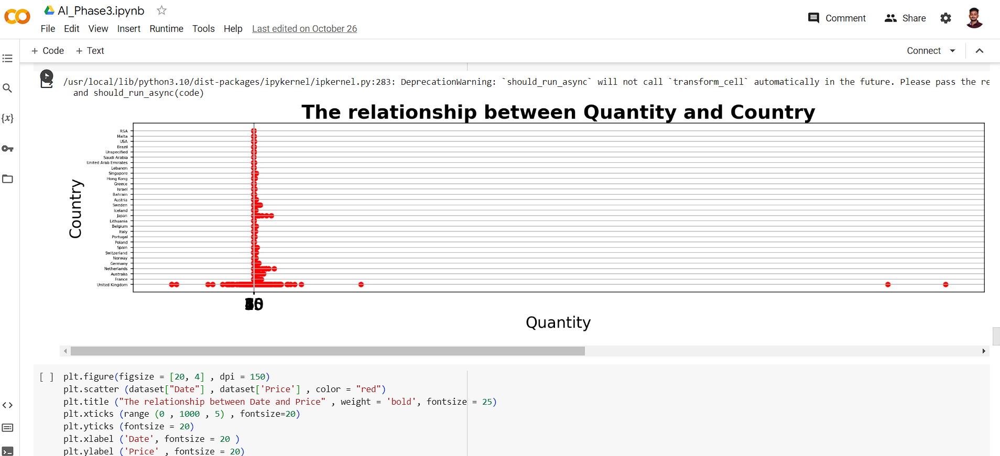 AI_Phase3.ipynb
File Edit View Insert Runtime Tools Help Last edited on October 26
Comment Share
+ Code + Text
Connect
{x}
/usr/local/lib/python3.10/dist-packages/ipykernel/ipkernel.py:283: DeprecationWarning: `should_run_async` will not call `transform_cell` automatically in the future. Please pass the re
and should_run_async(code)
The relationship between Quantity and Country
Country
RSA
Malta
USA
Brazil
Unspecified
Saudi Arabia
United Arab Emirates
Lebanon
Singapore
Hong Kong
Greece
Israel
Bahrain
Austria
Sweden
Iceland
Japan
Lithuania
Belgium
Italy
Portugal
Poland
Spain
Switzerland
Norway
Germany
Netherlands
Australia
France
United Kingdom
Quantity
[ ] plt.figure(figsize = [20, 4] , dpi = 150)
plt.scatter (dataset["Date"] , dataset['Price'] , color = "red")
plt.title ("The relationship between Date and Price" , weight = 'bold', fontsize = 25)
plt.xticks (range (0 , 1000 , 5) , fontsize=20)
plt.yticks (fontsize = 20)
plt.xlabel ('Date', fontsize = 20 )
plt.ylabel ('Price' , fontsize = 20)